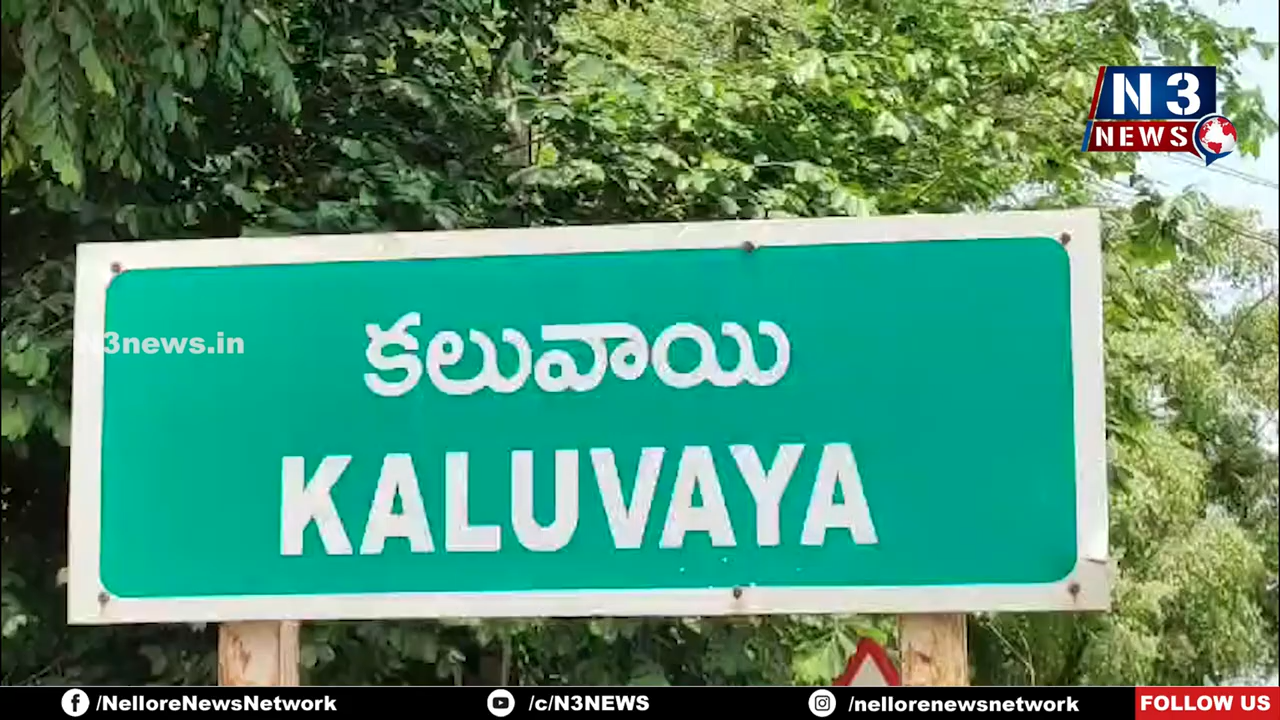 N3
NEWS
N3news.in
కలువాయి
KALUVAYA
/NelloreNewsNetwork
/c/N3NEWS
/nellorenewsnetwork
FOLLOW US